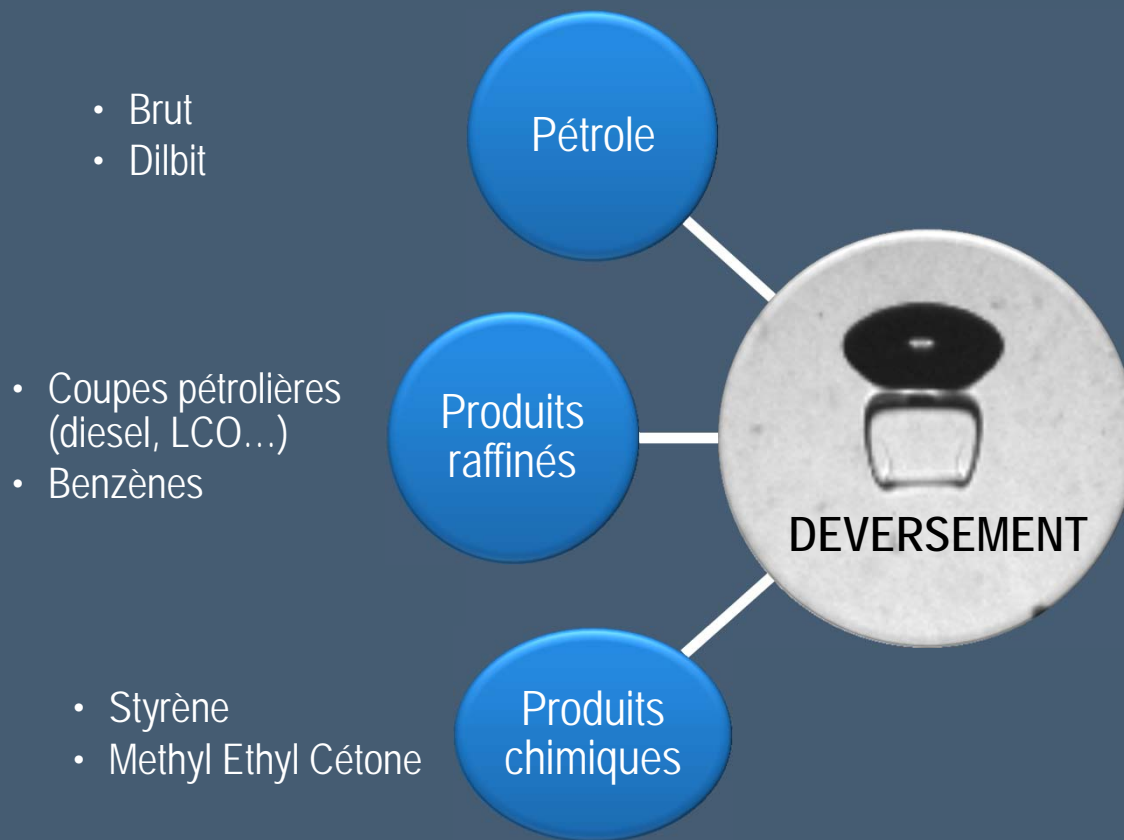 • Brut
• Dilbit
Pétrole
• Coupes pétrolières
(diesel, LCO…)
• Benzènes
Produits
raffinés
DEVERSEMENT
• Styrène
• Methyl Ethyl Cétone
Produits
chimiques